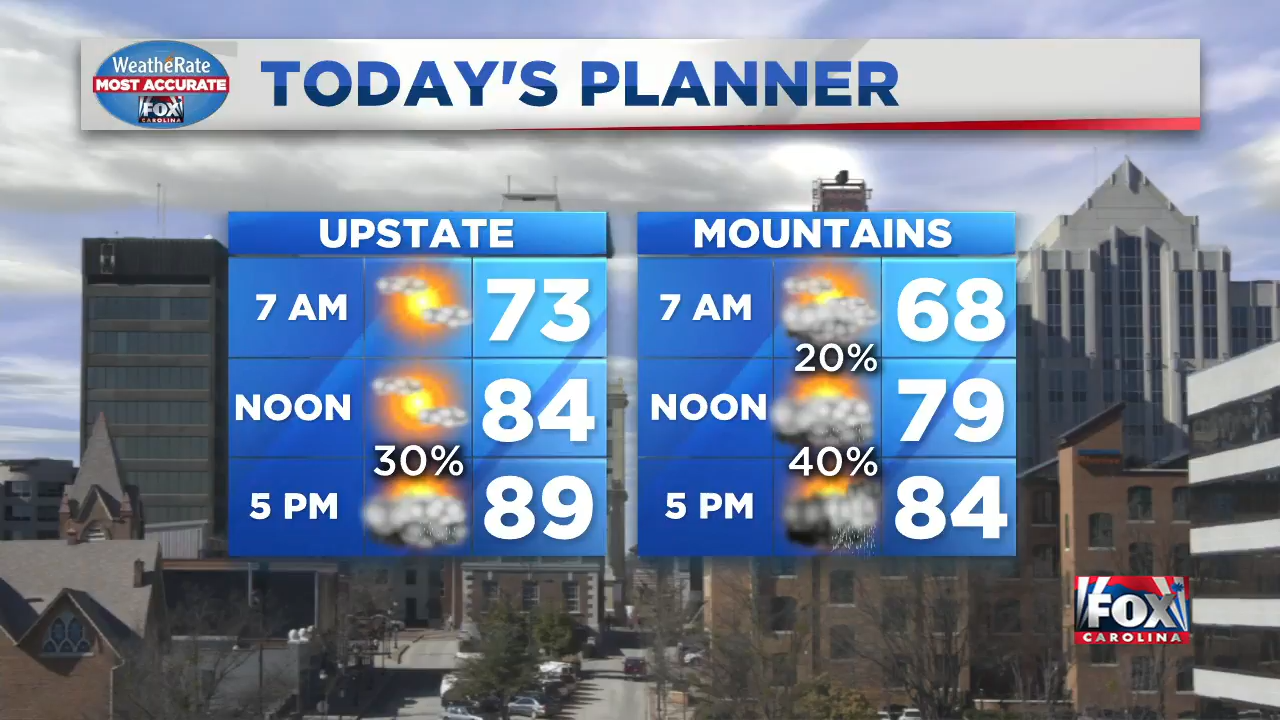 WeatheRate
MOST ACCURATE
FOX
CAROLINA
TODAY'S PLANNER
UPSTATE
7 AM 73
NOON 84
30%
5 PM 89
MOUNTAINS
7 AM 68
20%
NOON 79
40%
5 PM 84
FOX
CAROLINA